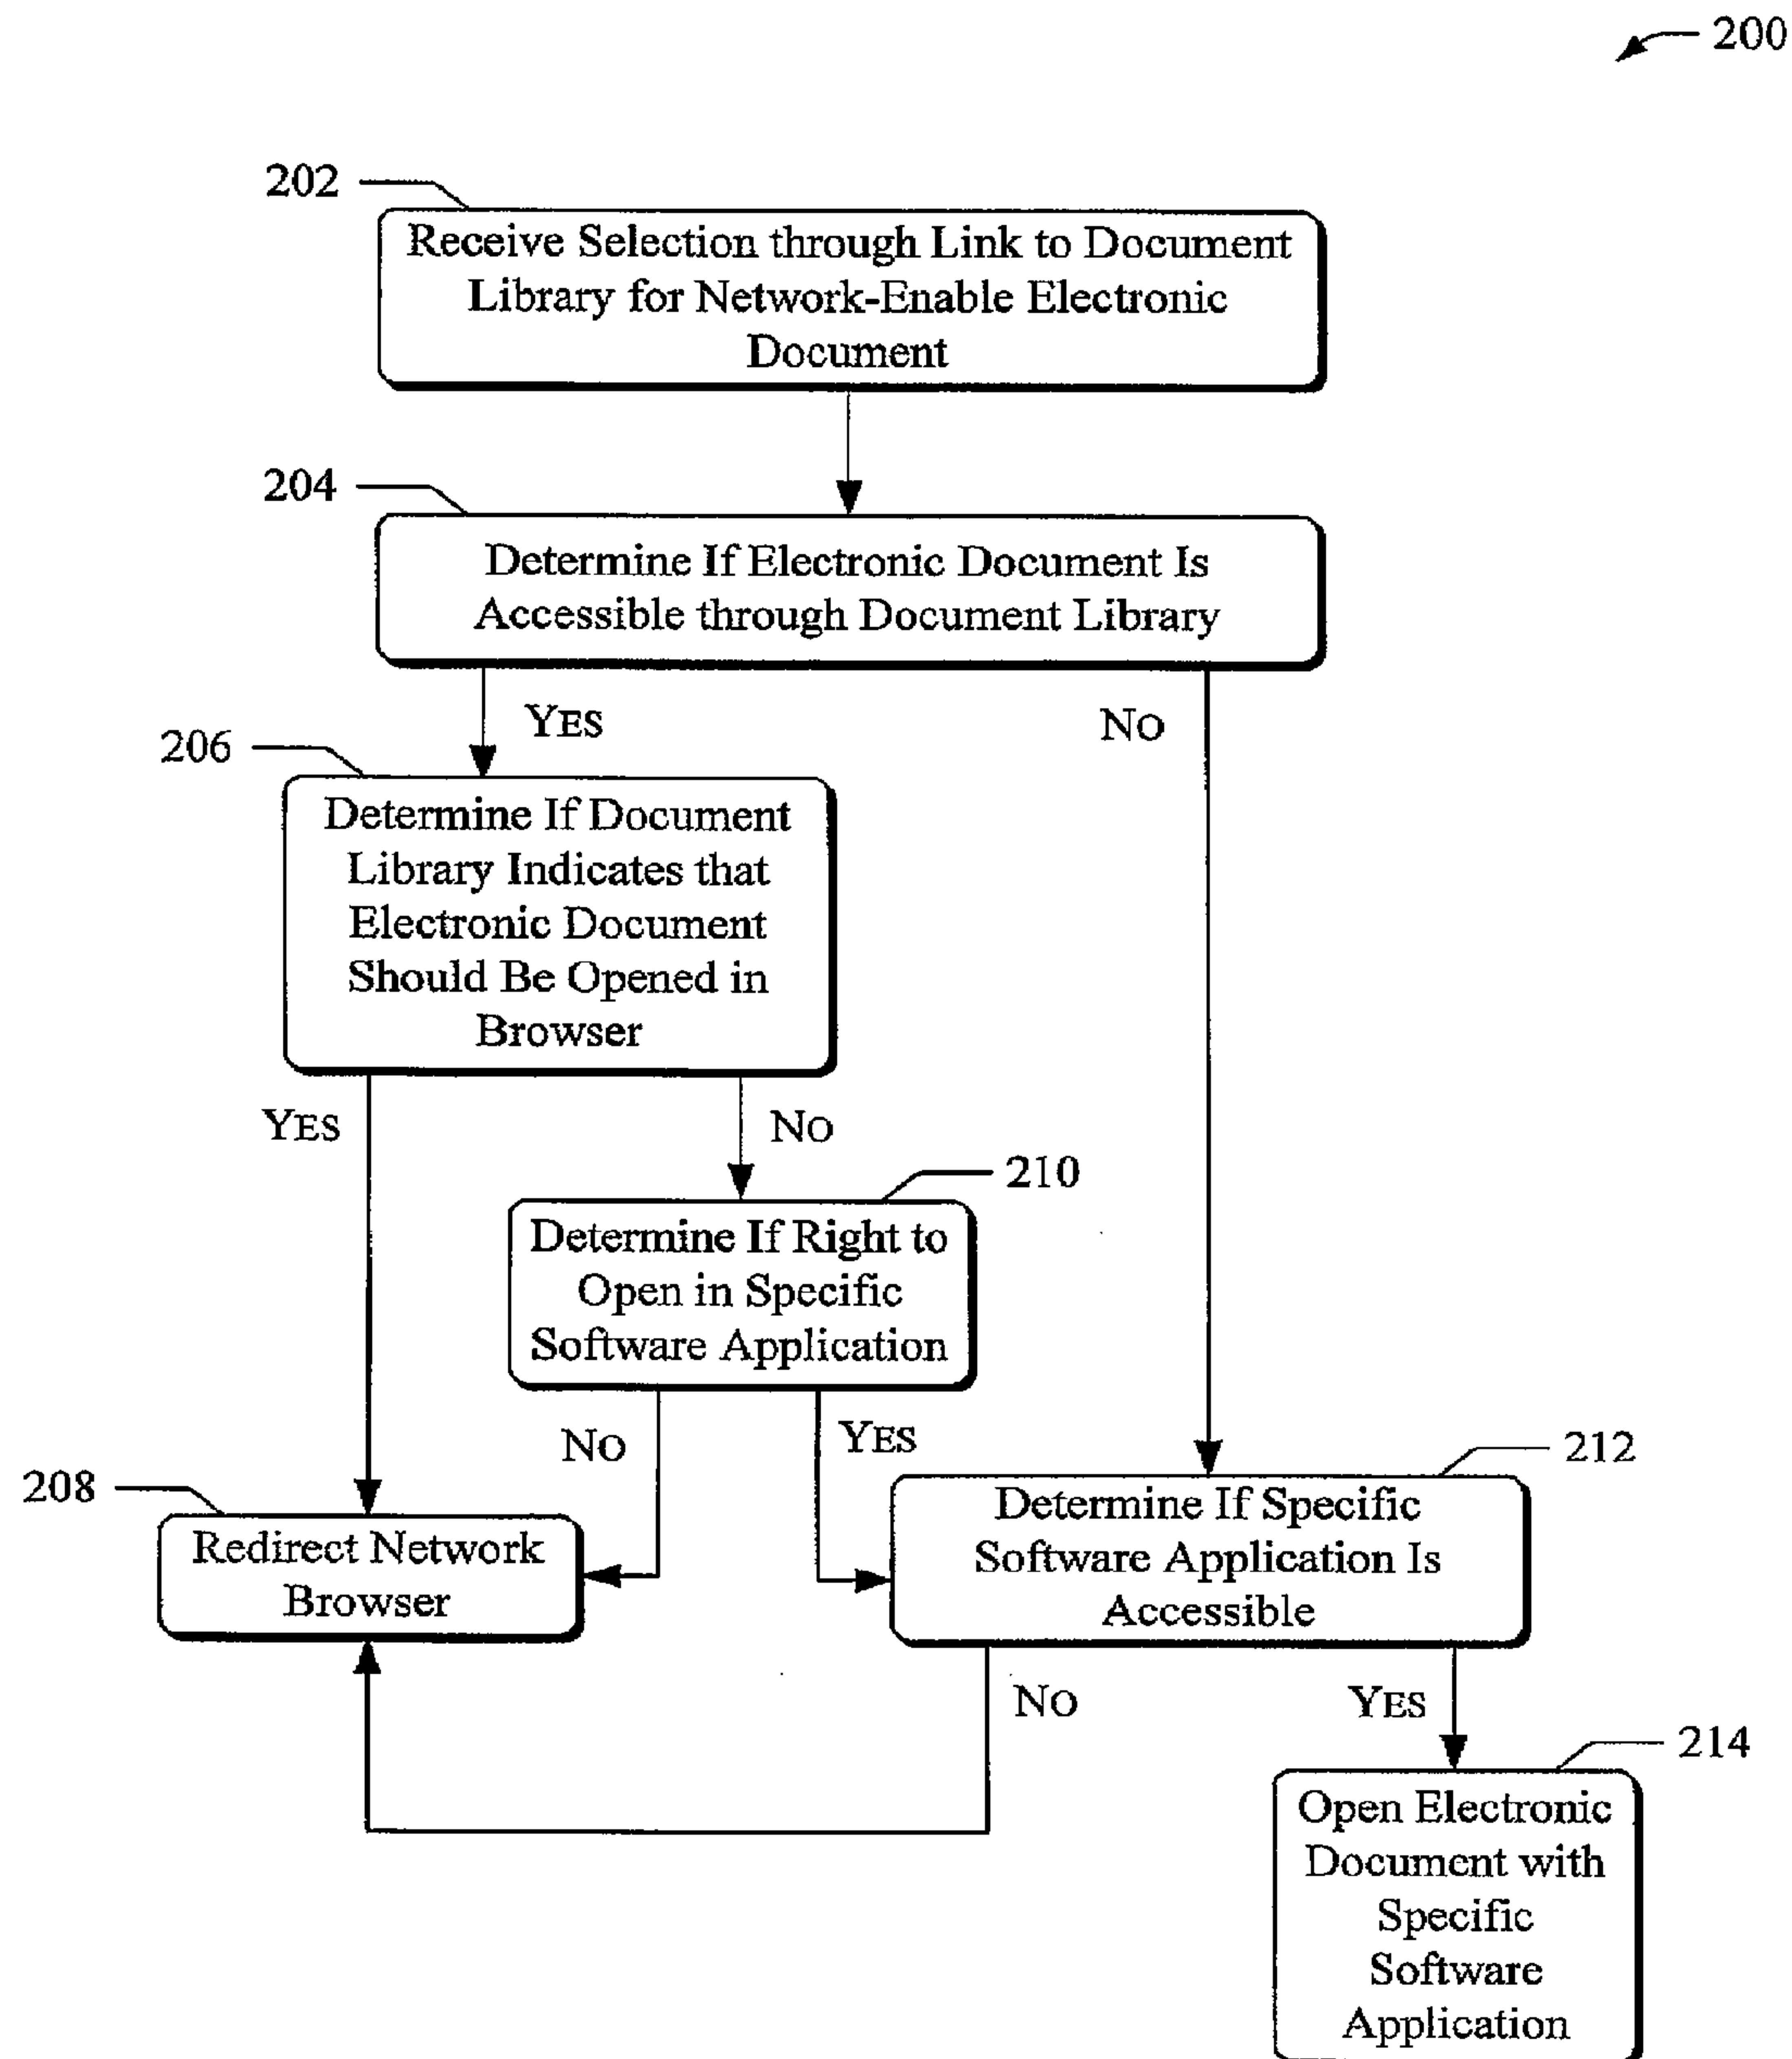 200
202
Receive Selection through Link to Document
Library for Network-Enable Electronic
Document
204
Determine If Electronic Document Is
Accessible through Document Library
YES
NO
206
Determine If Document
Library Indicates that
Electronic Document
Should Be Opened in
Browser
YES
NO
210
Determine If Right to
Open in Specific
Software Application
NO
YES
212
208
Redirect Network
Browser
Determine If Specific
Software Application Is
Accessible
NO
YES
214
Open Electronic
Document with
Specific
Software
Application